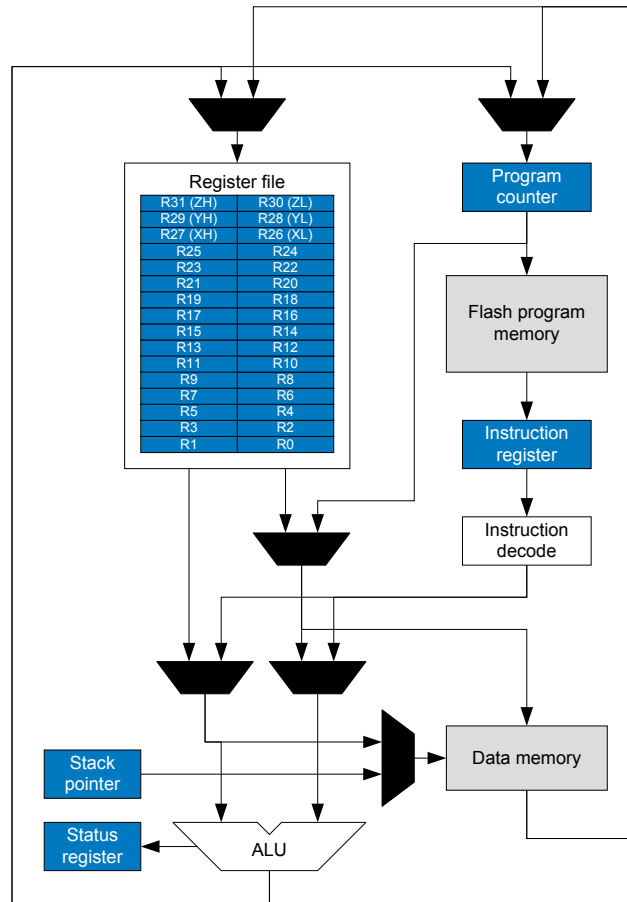 Register file
R31 (ZH) R30 (ZL)
R29 (YH) R28 (YL)
R27 (XH) R26 (XL)
R25 R24
R23 R22
R21 R20
R19 R18
R17 R16
R15 R14
R13 R12
R11 R10
R9 R8
R7 R6
R5 R4
R3 R2
R1 R0
Program
counter
Flash program
memory
Instruction
register
Instruction
decode
Stack
pointer
Data memory
Status
register
ALU